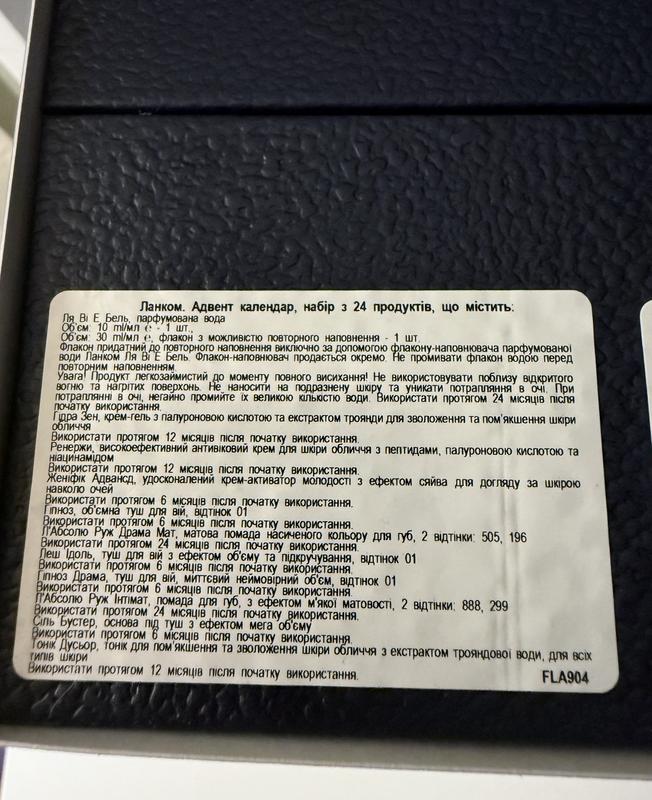 Ланком. Адвент календар, набір з 24 продуктів, що містить:
Ля Ві Е Бель, парфумована вода
Об'єм: 10 ml/мл e - 1 шт.,
Об'єм: 30 ml/мл e, флакон з можливістю повторного наповнення - 1 шт.
Флакон придатний до повторного наповнення виключно за допомогою флакону-наповнювача парфумованої
води Ланком Ля Ві Е Бель. Флакон-наповнювач продається окремо. Не промивати флакон водою перед
повторним наповненням.
Увага! Продукт легкозаймистий до моменту повного висихання! Не використовувати поблизу відкритого
вогню та нагрітих поверхонь. Не наносити на подразнену шкіру та уникати потрапляння в очі. При
потраплянні в очі, негайно промийте їх великою кількістю води. Використати протягом 24 місяців після
початку використання.
Гідра Зен, крем-гель з гіалуроновою кислотою та екстрактом троянди для зволоження та пом'якшення шкіри
обличчя
Використати протягом 12 місяців після початку використання.
Ренержи, високоефективний антивіковий крем для шкіри обличчя з пептидами, гіалуроновою кислотою та
ніацинамідом
Використати протягом 12 місяців після початку використання.
Женіфік Адвансд, удосконалений крем-активатор молодості з ефектом сяйва для догляду за шкірою
навколо очей
Використати протягом 6 місяців після початку використання.
Гіпноз, об'ємна туш для вій, відтінок 01
Використати протягом 6 місяців після початку використання.
Л'Абсолю Руж Драма Мат, матова помада насиченого кольору для губ, 2 відтінки: 505, 196
Використати протягом 24 місяців після початку використання.
Леш Ідоль, туш для вій з ефектом об'єму та підкручування, відтінок 01
Використати протягом 6 місяців після початку використання.
Гіпноз Драма, туш для вій, миттєвий неймовірний об'єм, відтінок 01
Використати протягом 6 місяців після початку використання.
Л'Абсолю Руж Інтімат, помада для губ, з ефектом м'якої матовості, 2 відтінки: 888, 299
Використати протягом 24 місяців після початку використання.
Сіль Бустер, основа під туш з ефектом мега об'єму
Використати протягом 6 місяців після початку використання.
Тонік Дусьор, тонік для пом'якшення та зволоження шкіри обличчя з екстрактом трояндової води, для всіх
типів шкіри
Використати протягом 12 місяців після початку використання.
FLA904